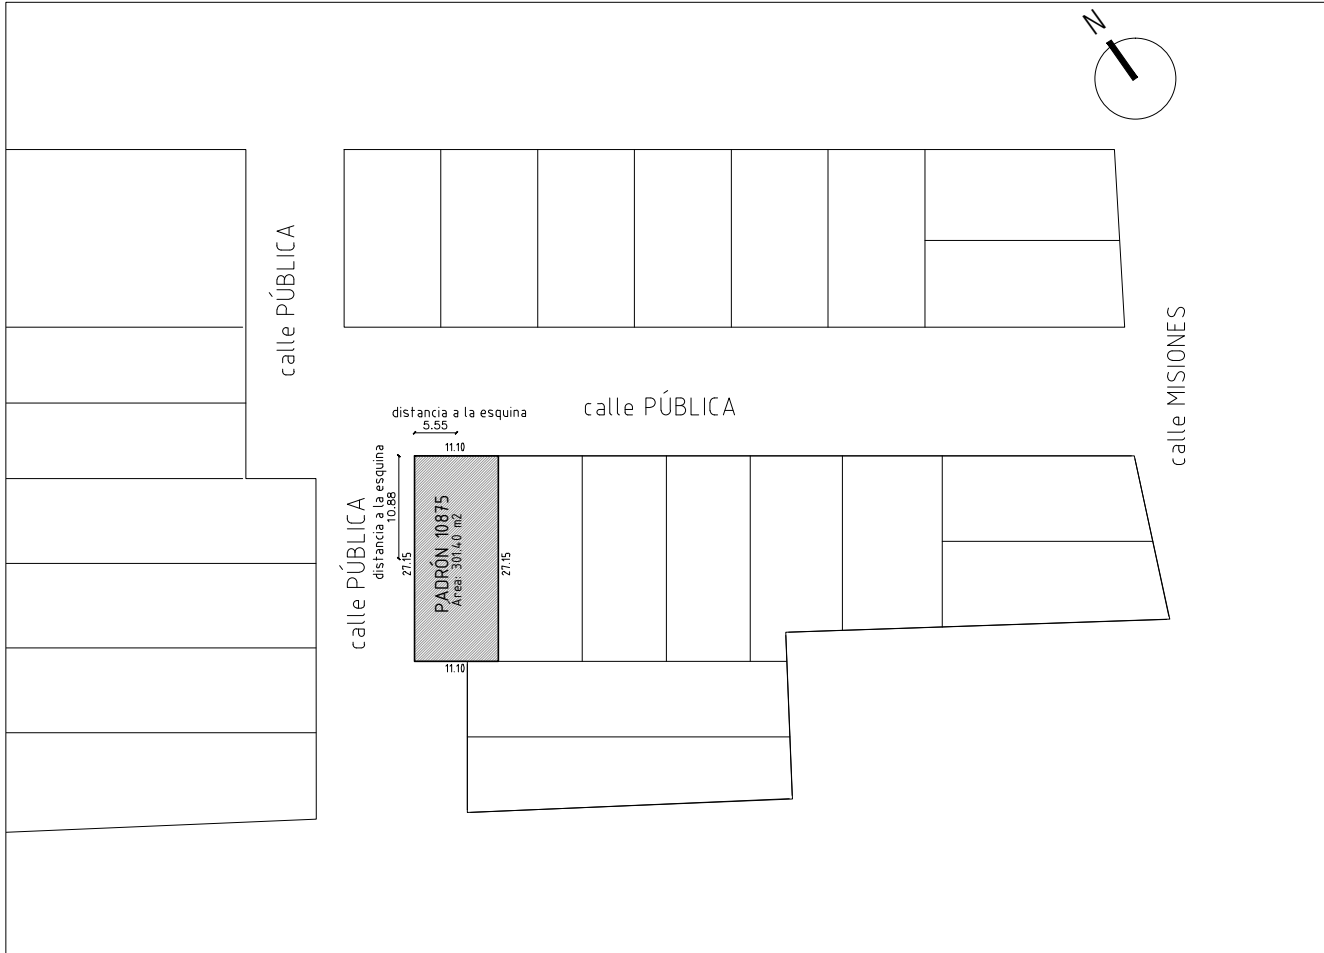 N
calle PÚBLICA
calle MISIONES
calle PÚBLICA
distancia a la esquina
5.55
11.10
distancia a la esquina
10.88
calle PÚBLICA
27.15
PADRÓN 10875
Área: 301.40 m2
27.15
11.10